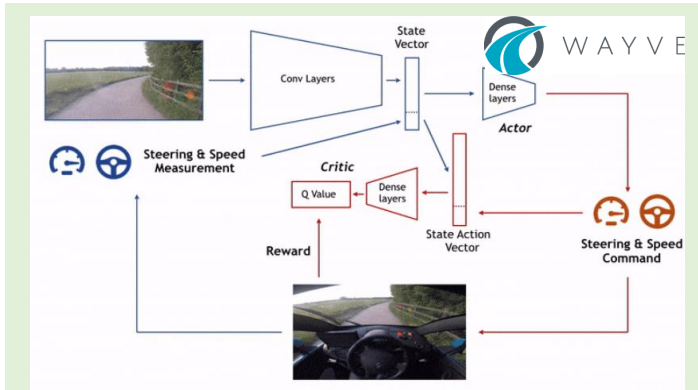 State
Vector
WAYVE
Conv Layers
Dense
layers
Actor
Steering & Speed
Measurement
Critic
Q Value
Dense
layers
State Action
Vector
Reward
Steering & Speed
Command